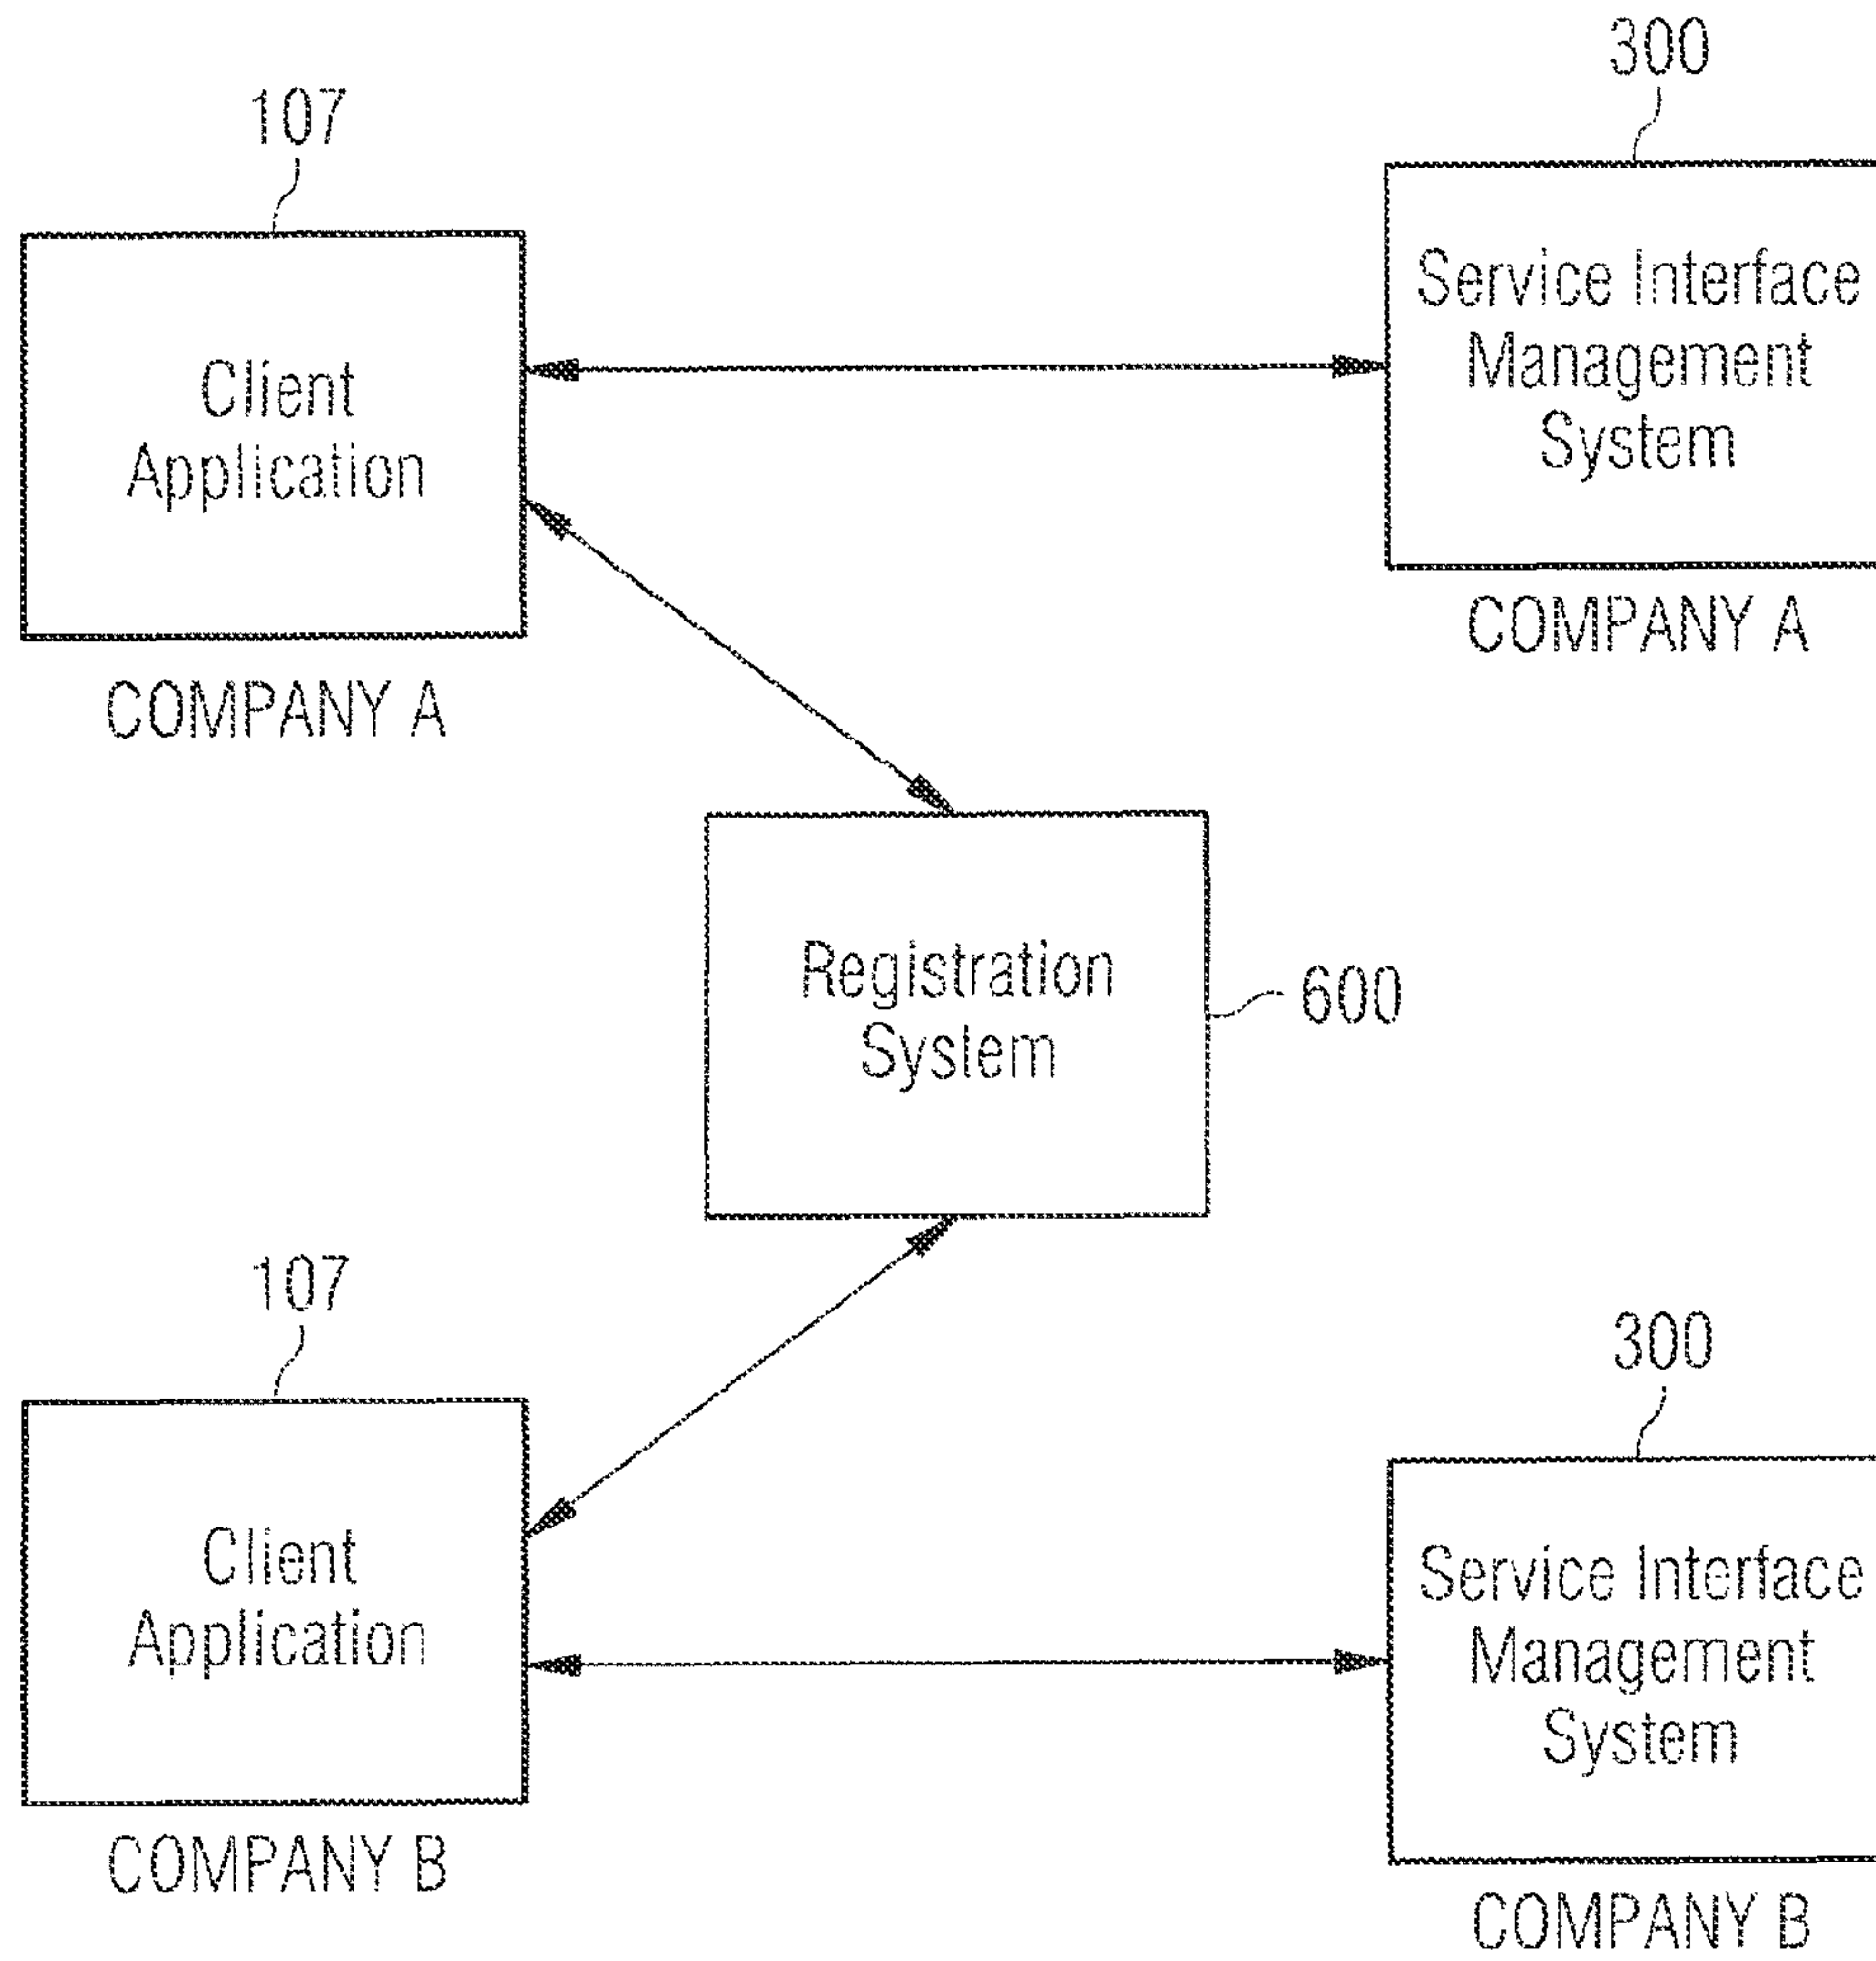 300
107
Service Interface
Management
System
Client
Application
COMPANY A
COMPANY A
Registration
System
600
107
300
Client
Application
Service Interface
Management
System
COMPANY B
COMPANY B